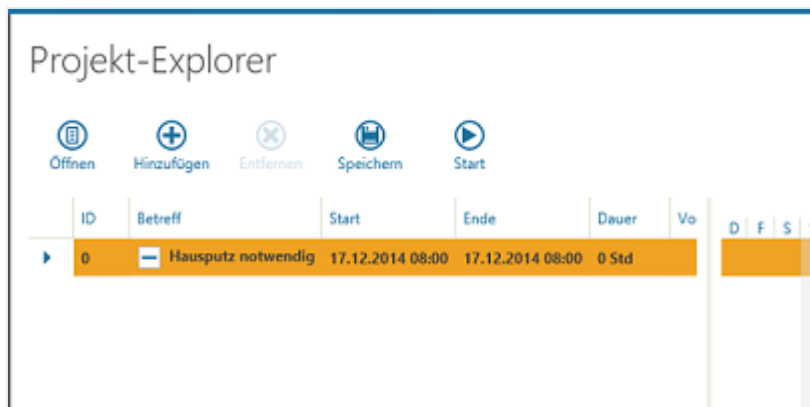 Projekt-Explorer
Öffnen Hinzufügen Entfernen Speichern Start
ID Betreff Start Ende Dauer Vo D F S
0 Hausputz notwendig 17.12.2014 08:00 17.12.2014 08:00 0 Std